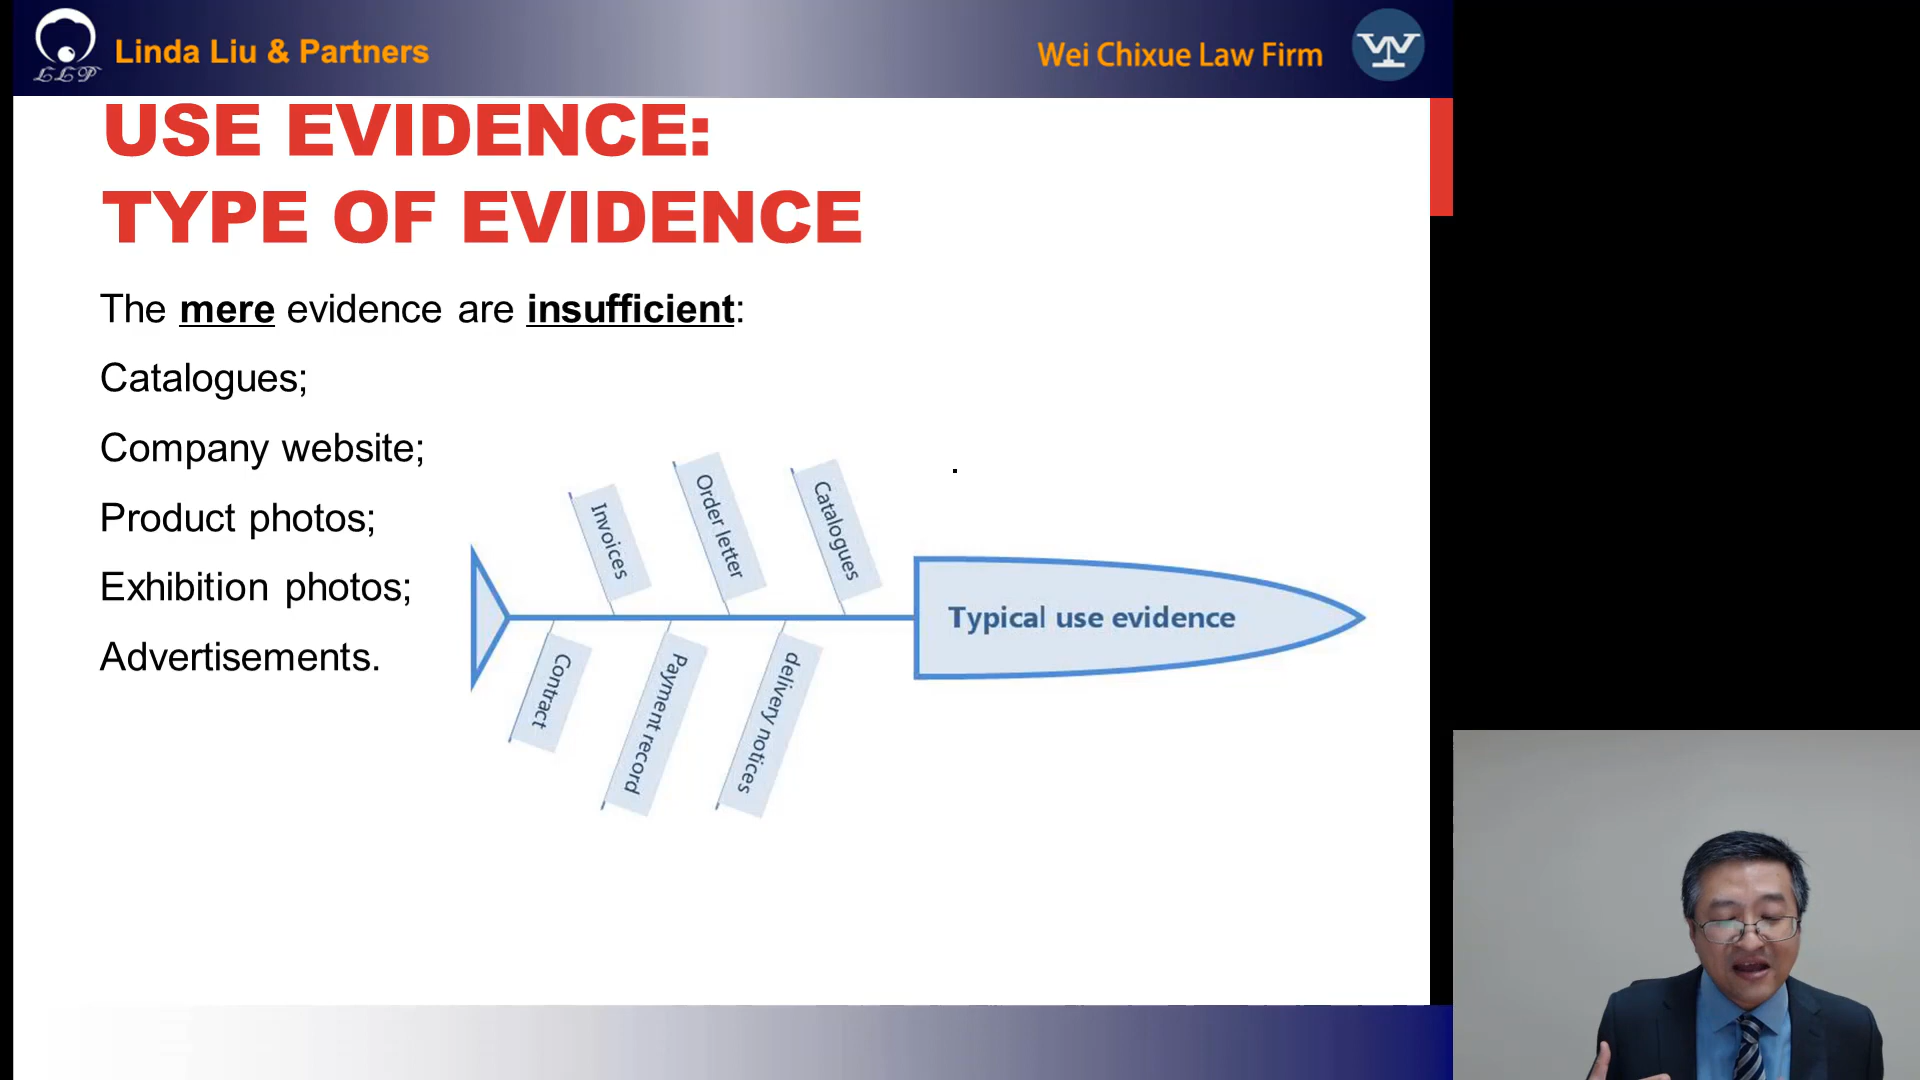 LLP
Linda Liu & Partners
Wei Chixue Law Firm
USE EVIDENCE:
TYPE OF EVIDENCE
The mere evidence are insufficient:
Catalogues;
Company website;
Product photos;
Exhibition photos;
Advertisements.
Invoices
Order letter
Catalogues
Typical use evidence
Contract
Payment record
delivery notices